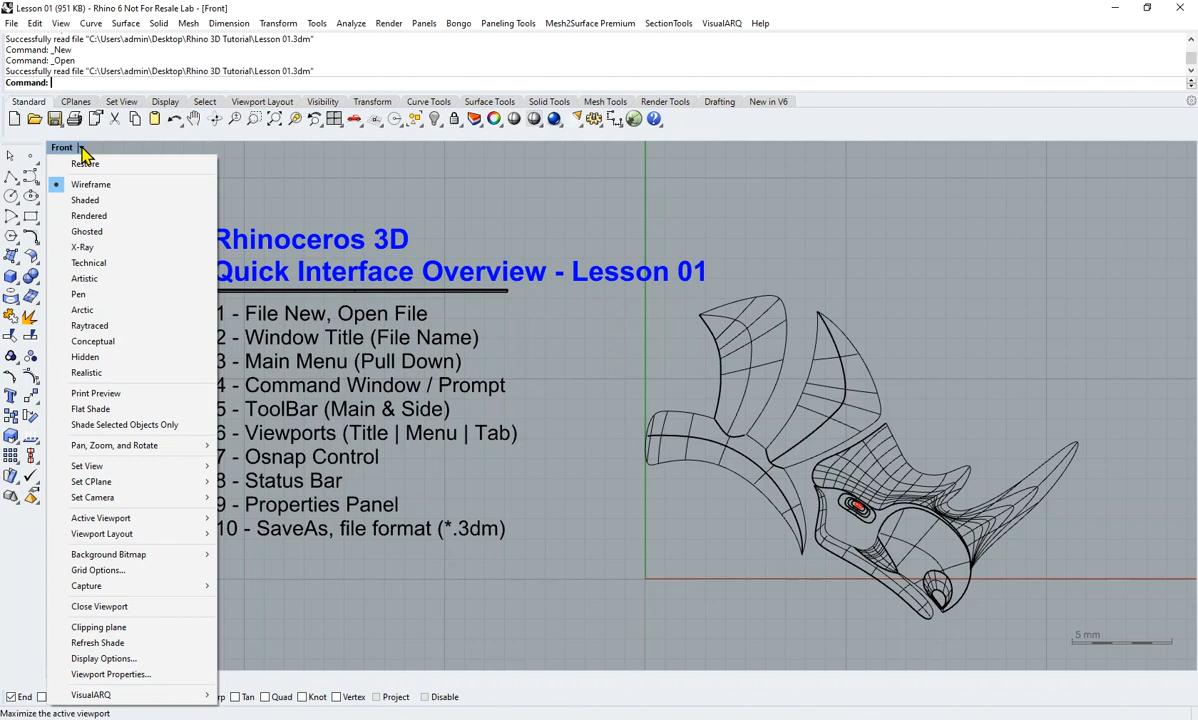 Lesson 01 (951 KB) - Rhino 6 Not For Resale Lab - [Front]
File Edit View Curve Surface Solid Mesh Dimension Transform Tools Analyze Render Panels Bongo Paneling Tools Mesh2Surface Premium SectionTools VisualARQ Help
Successfully read file "C:\Users\admin\Desktop\Rhino 3D Tutorial\Lesson 01.3dm"
Command: _New
Command: _Open
Successfully read file "C:\Users\admin\Desktop\Rhino 3D Tutorial\Lesson 01.3dm"
Command:
Standard CPlanes Set View Display Select Viewport Layout Visibility Transform Curve Tools Surface Tools Solid Tools Mesh Tools Render Tools Drafting New in V6
Front
Restore
Wireframe
Shaded
Rendered
Ghosted
X-Ray
Technical
Artistic
Pen
Arctic
Raytraced
Conceptual
Hidden
Realistic
Print Preview
Flat Shade
Shade Selected Objects Only
Pan, Zoom, and Rotate
Set View
Set CPlane
Set Camera
Active Viewport
Viewport Layout
Background Bitmap
Grid Options...
Capture
Close Viewport
Clipping plane
Refresh Shade
Display Options...
Viewport Properties...
VisualARQ
Rhinoceros 3D
Quick Interface Overview - Lesson 01
1 - File New, Open File
2 - Window Title (File Name)
3 - Main Menu (Pull Down)
4 - Command Window / Prompt
5 - ToolBar (Main & Side)
6 - Viewports (Title | Menu | Tab)
7 - Osnap Control
8 - Status Bar
9 - Properties Panel
10 - SaveAs, file format (*.3dm)
5 mm
End Tan Quad Knot Vertex Project Disable
Maximize the active viewport